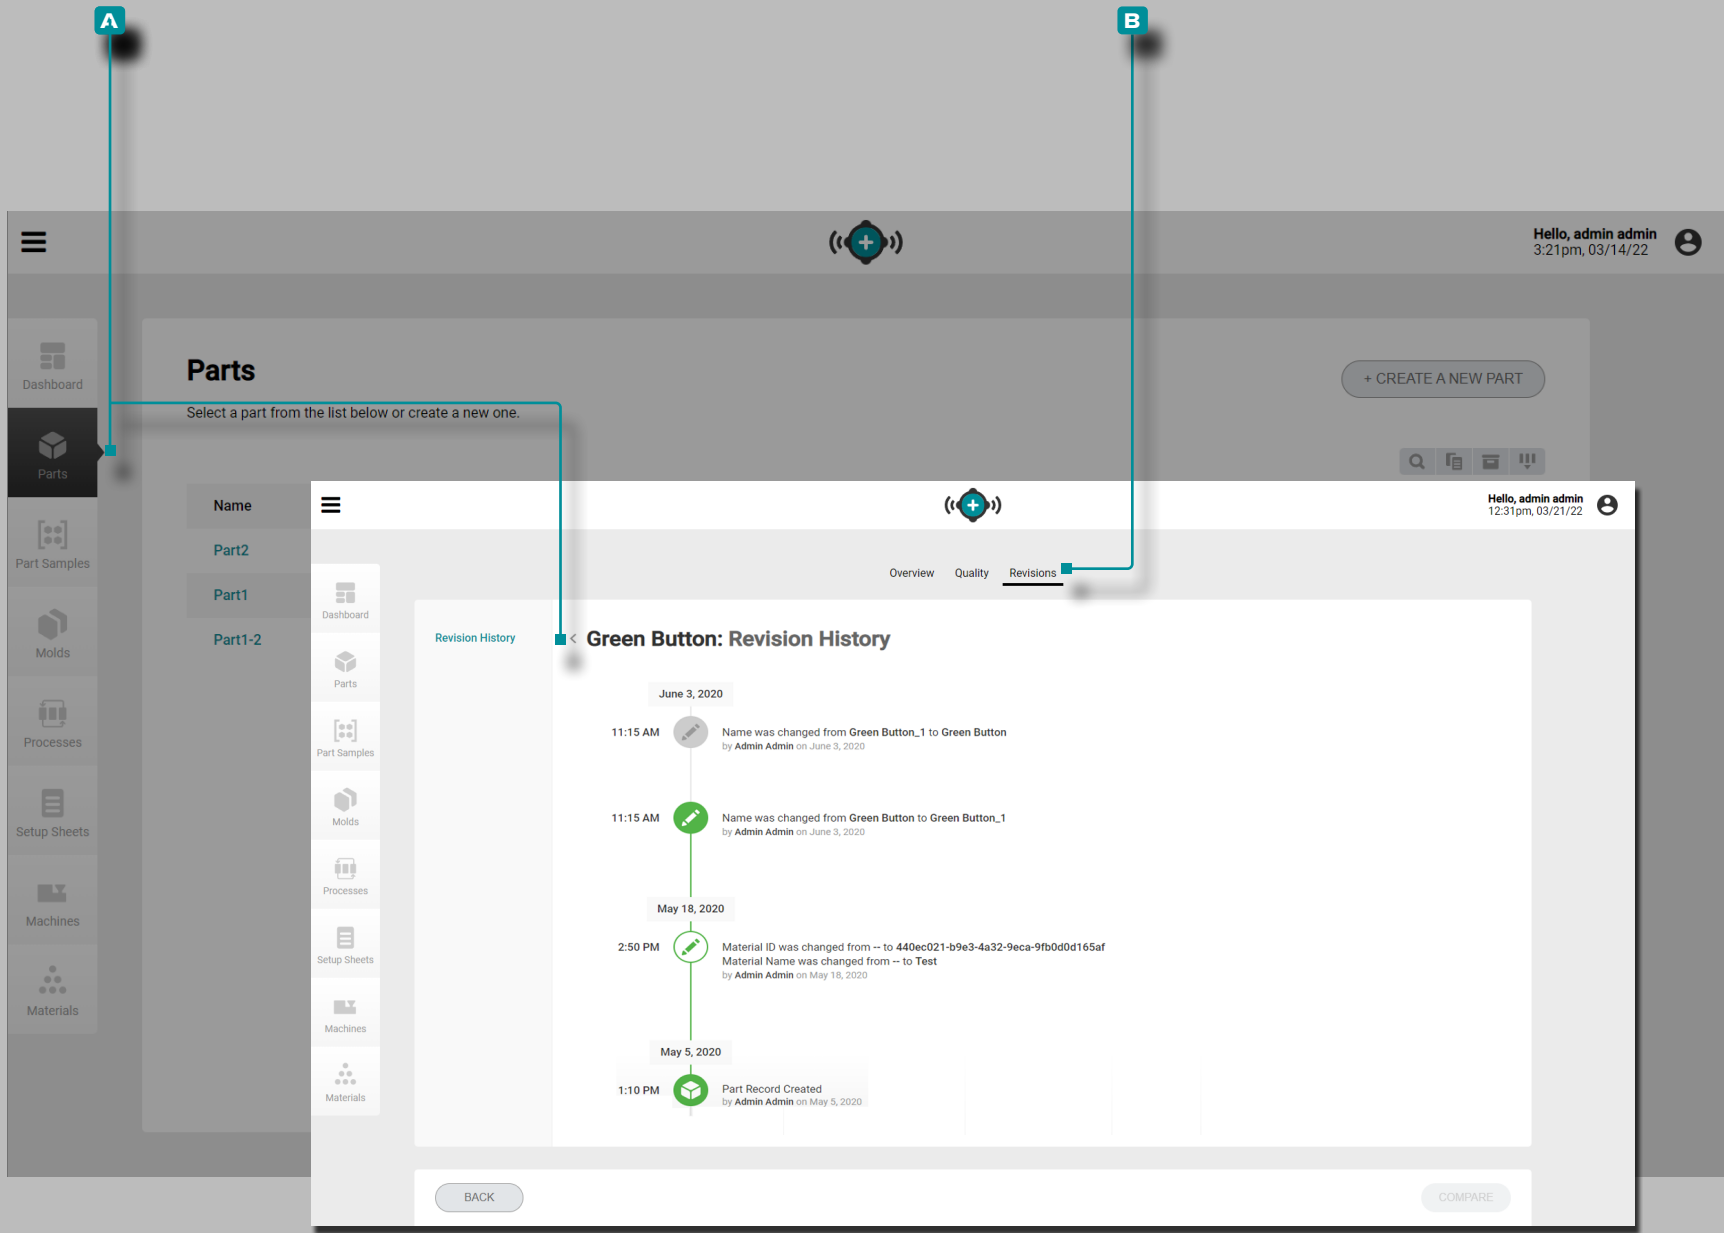 A
B
Hello, admin admin
3:21pm, 03/14/22
Dashboard
Parts
Part Samples
Molds
Processes
Setup Sheets
Machines
Materials
Parts
+ CREATE A NEW PART
Select a part from the list below or create a new one.
Name
Part2
Part1
Part1-2
Hello, admin admin
12:31pm, 03/21/22
Overview Quality Revisions
Dashboard
Parts
Part Samples
Molds
Processes
Setup Sheets
Machines
Materials
Revision History
< Green Button: Revision History
June 3, 2020
11:15 AM Name was changed from Green Button_1 to Green Button
by Admin Admin on June 3, 2020
11:15 AM Name was changed from Green Button to Green Button_1
by Admin Admin on June 3, 2020
May 18, 2020
2:50 PM Material ID was changed from -- to 440ec021-b9e3-4a32-9eca-9fb0d0d165af
Material Name was changed from -- to Test
by Admin Admin on May 18, 2020
May 5, 2020
1:10 PM Part Record Created
by Admin Admin on May 5, 2020
BACK
COMPARE